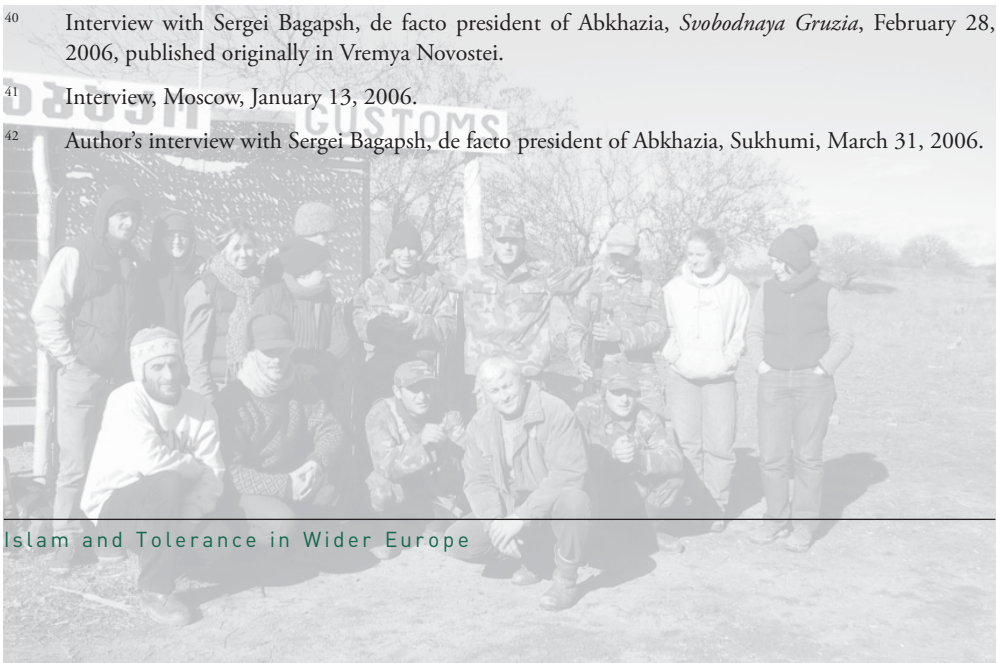 40 Interview with Sergei Bagapsh, de facto president of Abkhazia, Svobodnaya Gruzia, February 28,
2006, published originally in Vremya Novostei.
41 Interview, Moscow, January 13, 2006.
CUSTOMS
42 Author's interview with Sergei Bagapsh, de facto president of Abkhazia, Sukhumi, March 31, 2006.
Islam and Tolerance in Wider Europe